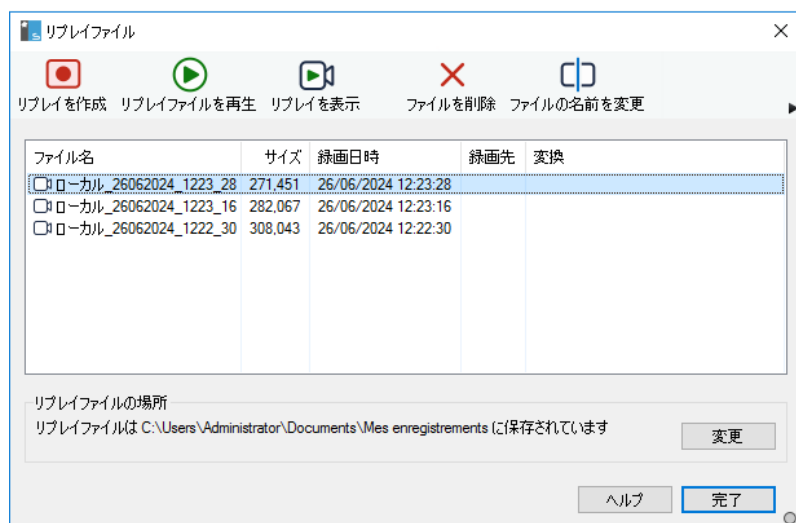 リプレイファイル
リプレイを作成 リプレイファイルを再生 リプレイを表示 ファイルを削除 ファイルの名前を変更
ファイル名 サイズ 録画日時 録画先 変換
ローカル_26062024_1223_28 271,451 26/06/2024 12:23:28
ローカル_26062024_1223_16 282,067 26/06/2024 12:23:16
ローカル_26062024_1222_30 308,043 26/06/2024 12:22:30
リプレイファイルの場所
リプレイファイルは C:\Users\Administrator\Documents\Mes enregistrements に保存されています
変更
ヘルプ 完了